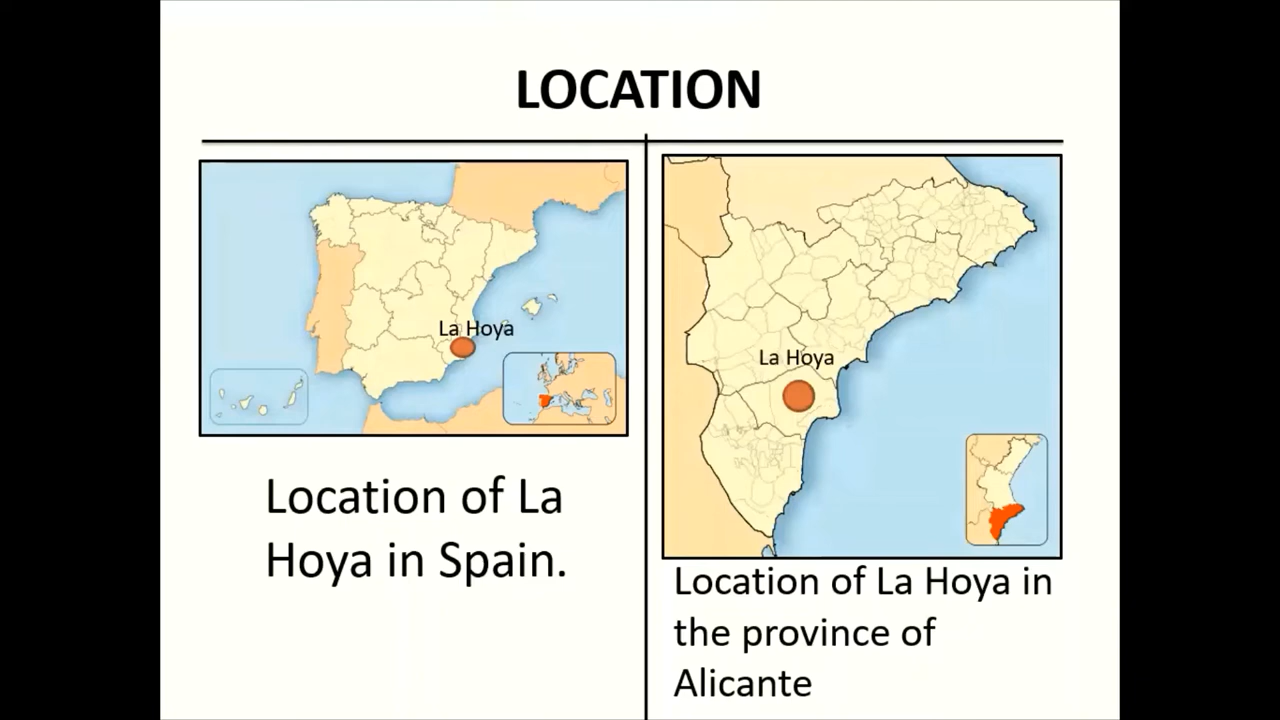 LOCATION
La Hoya
Location of La
Hoya in Spain.
La Hoya
Location of La Hoya in
the province of
Alicante